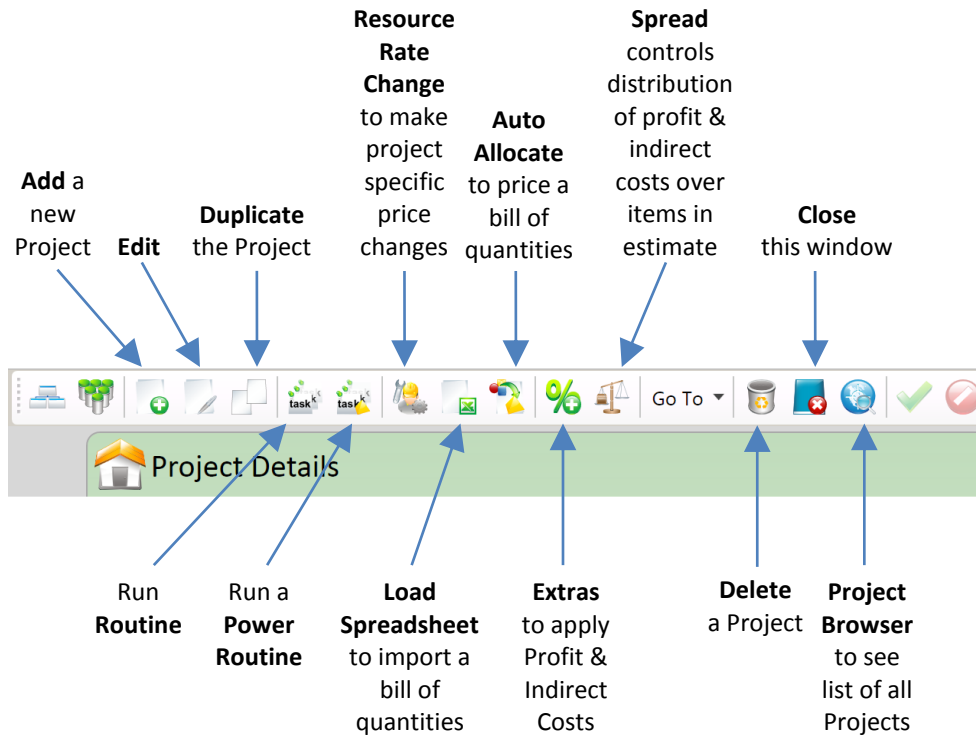 Add a
new
Project
Edit
Duplicate
the Project
Resource
Rate
Change
to make
project
specific
price
changes
Auto
Allocate
to price a
bill of
quantities
Spread
controls
distribution
of profit &
indirect
costs over
items in
estimate
Close
this window
task
task
Go To
Project Details
Run
Routine
Run a
Power
Routine
Load
Spreadsheet
to import a
bill of
quantities
Extras
to apply
Profit &
Indirect
Costs
Delete
a Project
Project
Browser
to see
list of all
Projects